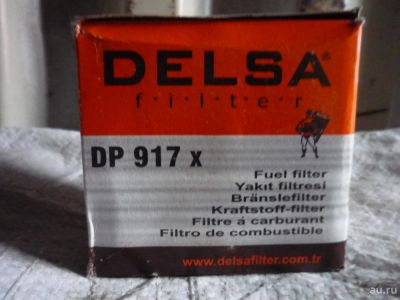 DELSA®
filter
DP 917 x
Fuel filter
Yakıt filtresi
Bränslefilter
Kraftstoff-filter
Filtre á carburant
Filtro de combustible
www.delsafilter.com.tr
au.ru